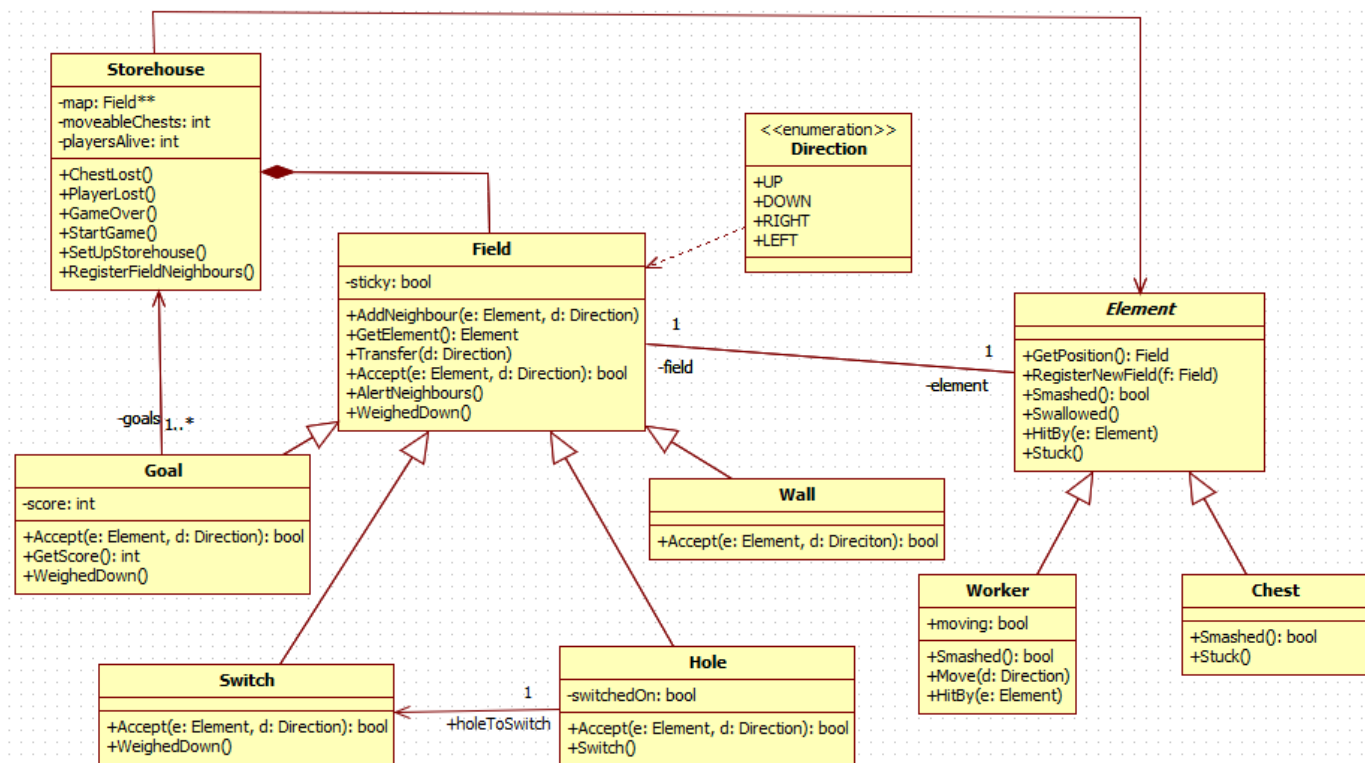 Storehouse
-map: Field**
-moveableChests: int
-playersAlive: int
+ChestLost()
+PlayerLost()
+GameOver()
+StartGame()
+SetUpStorehouse()
+RegisterFieldNeighbours()
<<enumeration>>
Direction
+UP
+DOWN
+RIGHT
+LEFT
Field
-sticky: bool
+AddNeighbour(e: Element, d: Direction)
+GetElement(): Element
+Transfer(d: Direction)
+Accept(e: Element, d: Direction): bool
+AlertNeighbours()
+WeighedDown()
1
-field
1
-element
Element
+GetPosition(): Field
+RegisterNewField(f: Field)
+Smashed(): bool
+Swallowed()
+HitBy(e: Element)
+Stuck()
-goals
1..*
Goal
-score: int
+Accept(e: Element, d: Direction): bool
+GetScore(): int
+WeighedDown()
Wall
+Accept(e: Element, d: Direciton): bool
Worker
+moving: bool
+Smashed(): bool
+Move(d: Direction)
+HitBy(e: Element)
Chest
+Smashed(): bool
+Stuck()
Switch
+Accept(e: Element, d: Direction): bool
+WeighedDown()
1
+holeToSwitch
Hole
-switchedOn: bool
+Accept(e: Element, d: Direction): bool
+Switch()